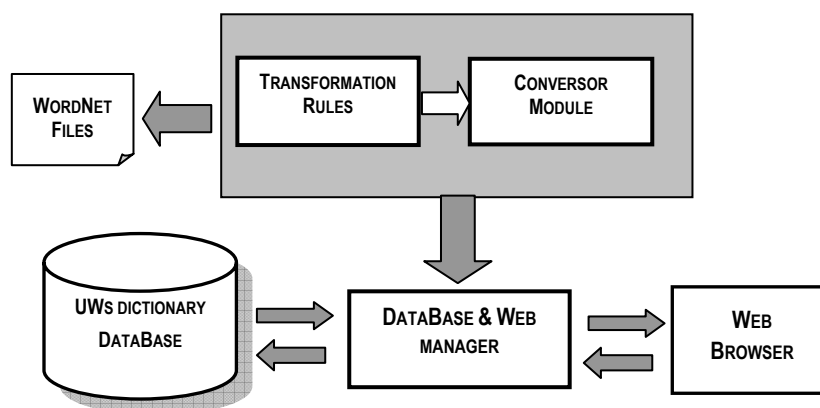 TRANSFORMATION
RULES
CONVERSOR
MODULE
WORDNET
FILES
UWS DICTIONARY
DATABASE
DATABASE & WEB
MANAGER
WEB
BROWSER